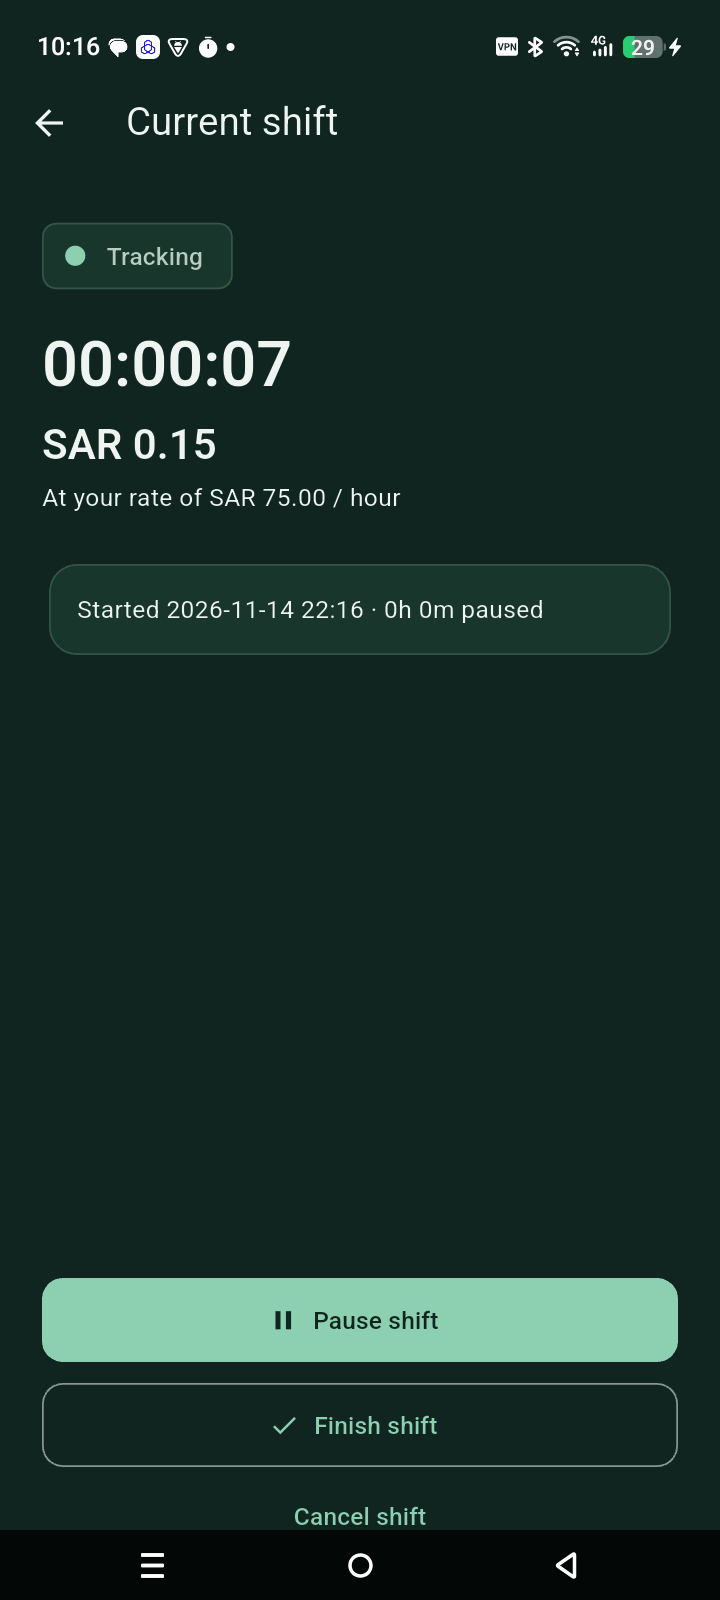 10:16
VPN 4G 29
Current shift
Tracking
00:00:07
SAR 0.15
At your rate of SAR 75.00 / hour
Started 2026-11-14 22:16 · 0h 0m paused
Pause shift
Finish shift
Cancel shift